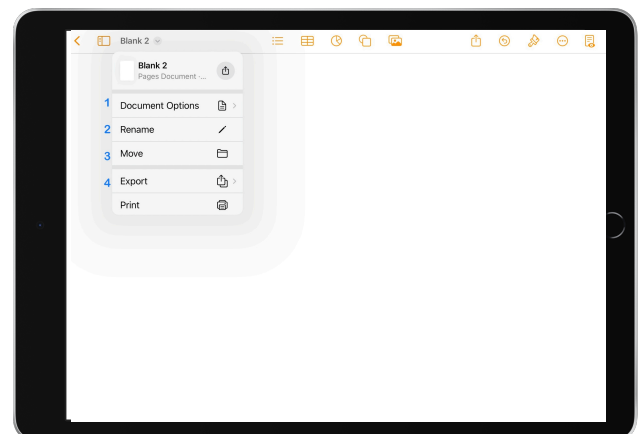 Blank 2
Blank 2
Pages Document ·...
1 Document Options
2 Rename
3 Move
4 Export
Print